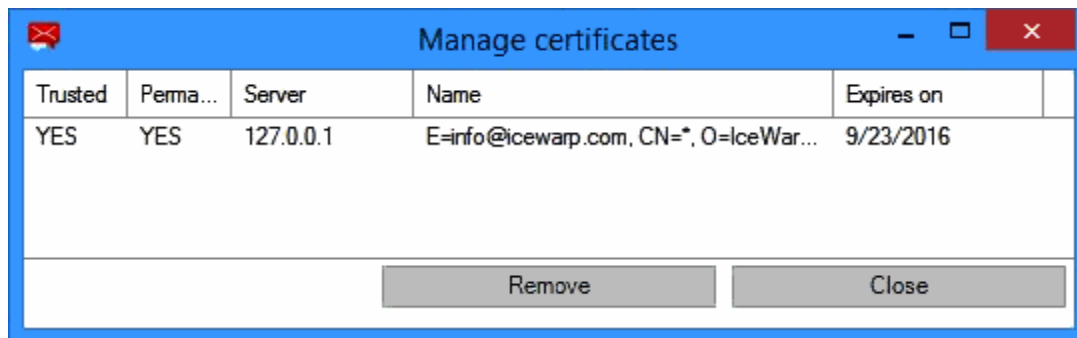 Manage certificates
Trusted Perma... Server Name Expires on
YES YES 127.0.0.1 E=info@icewarp.com, CN=*, O=IceWar... 9/23/2016
Remove Close